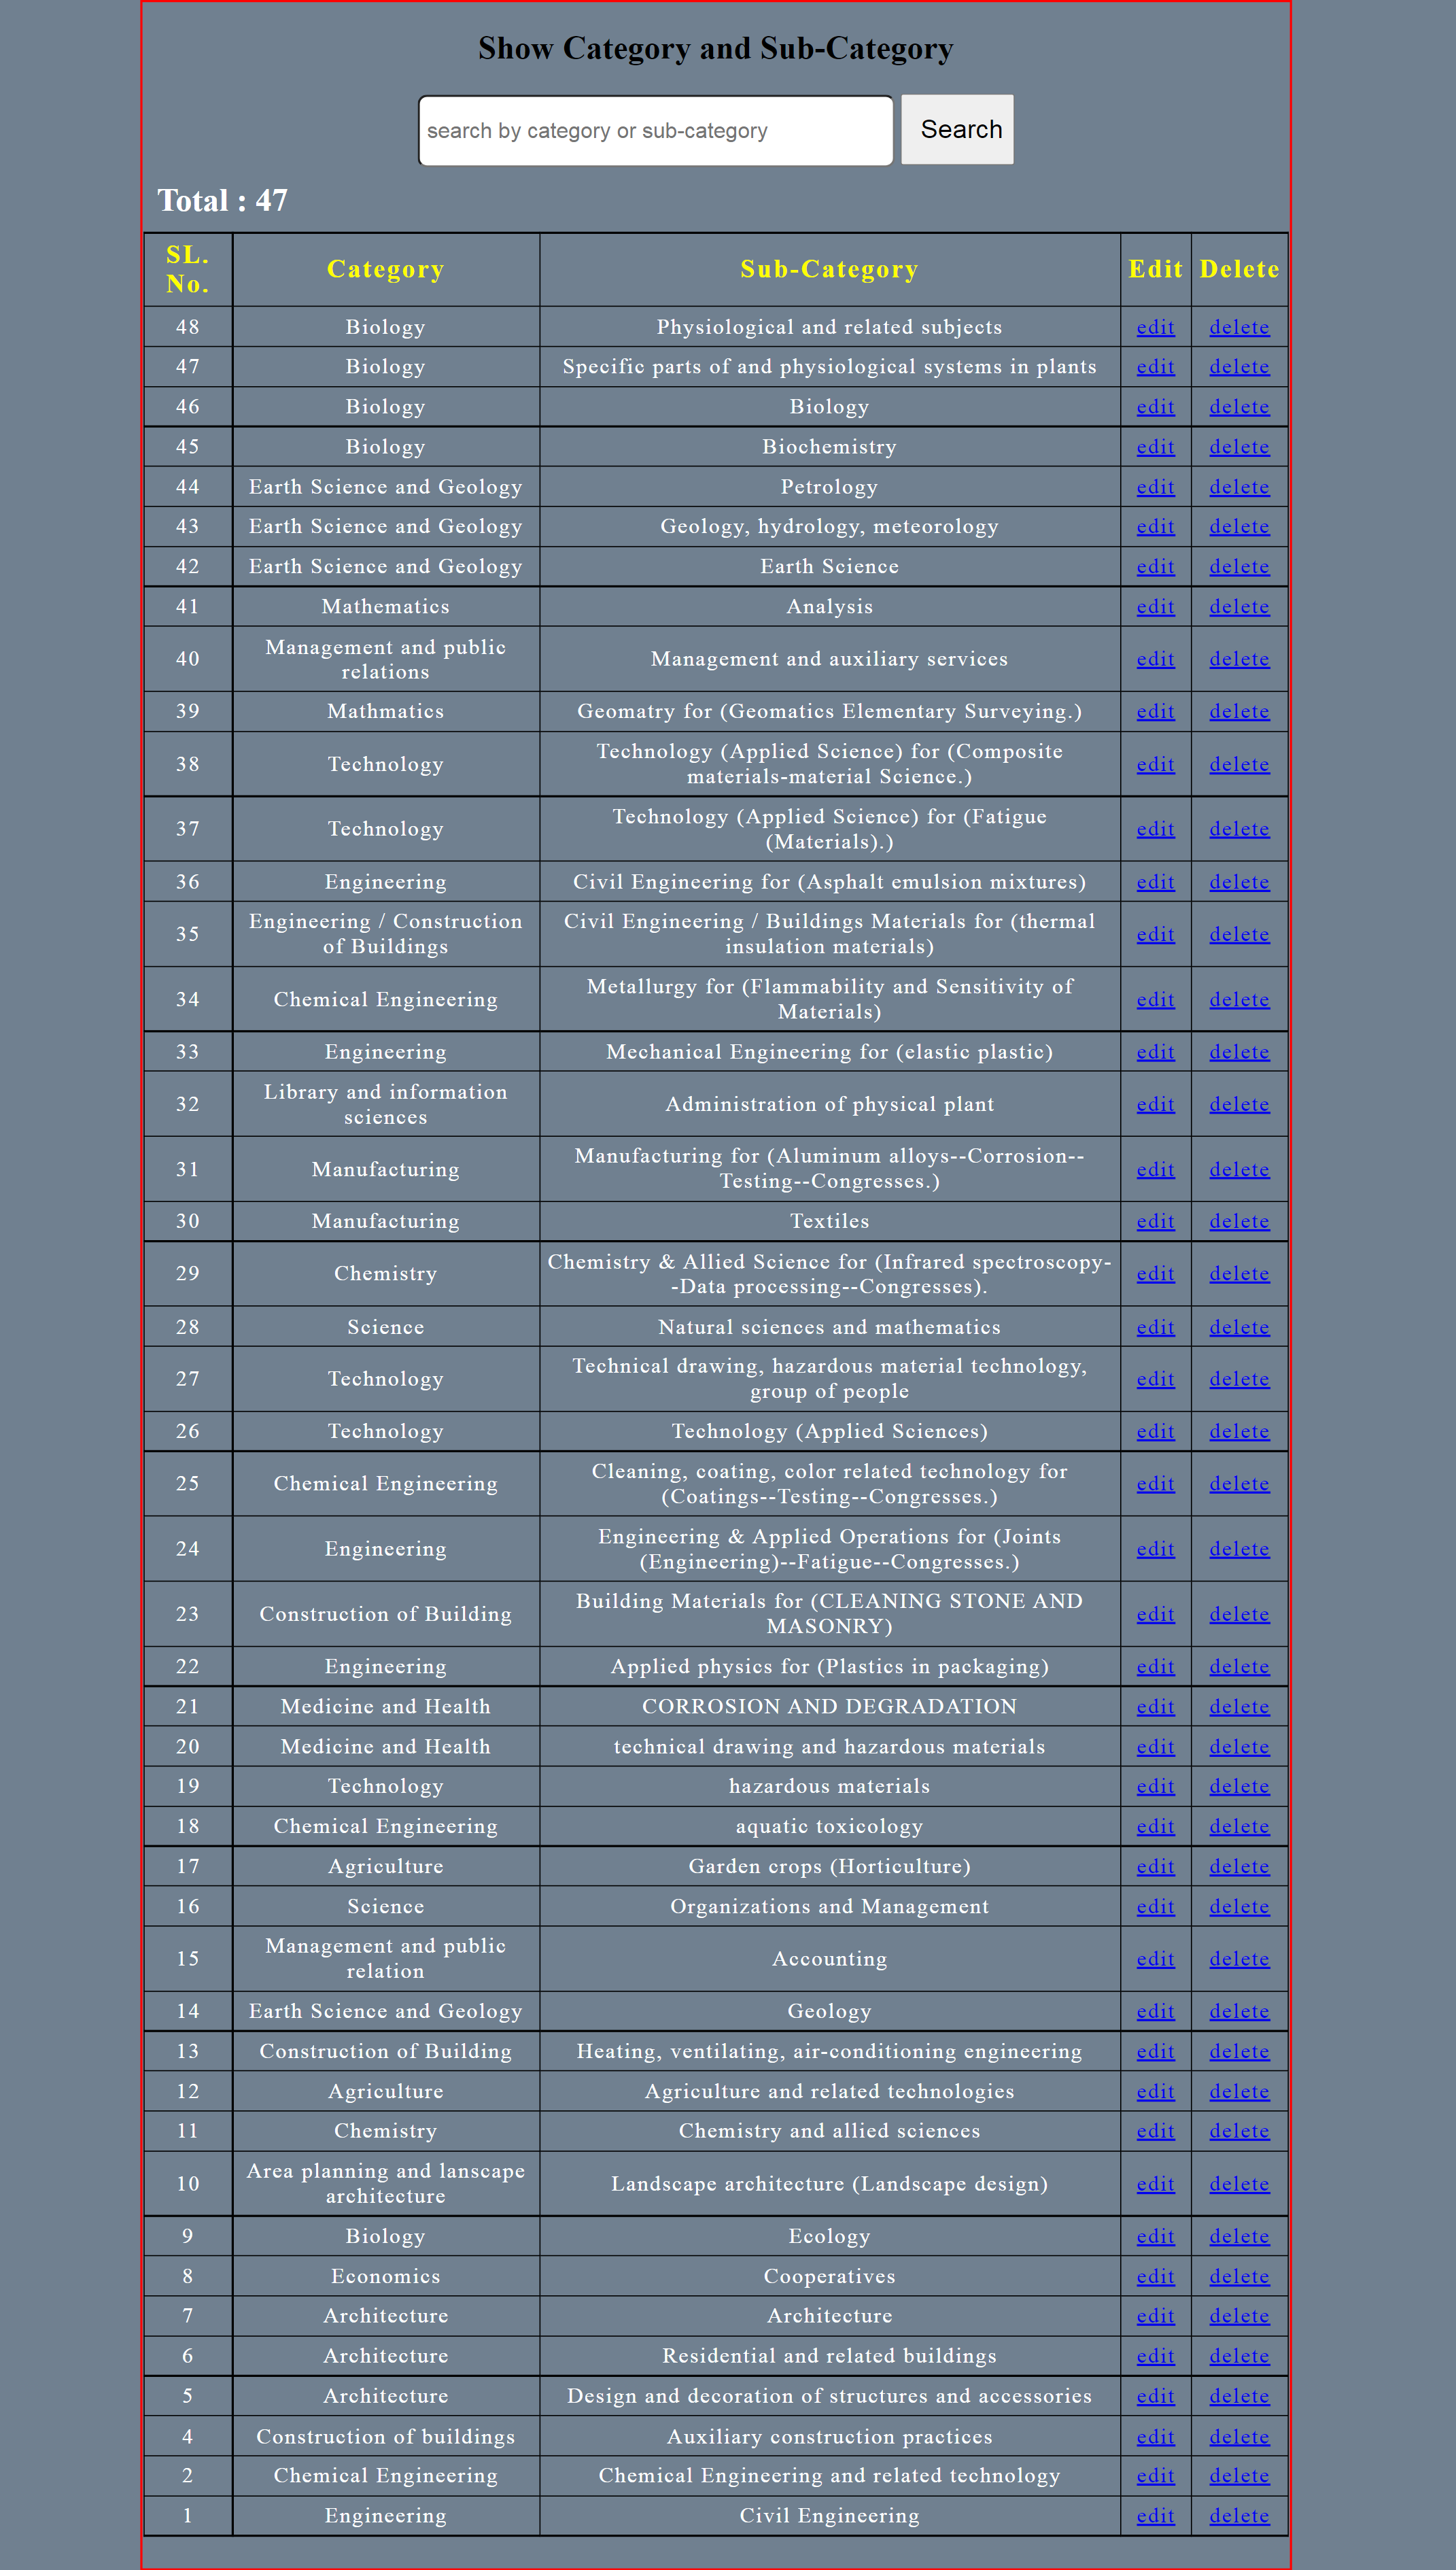 Show Category and Sub-Category
search by category or sub-category Search
Total : 47
SL. No. Category Sub-Category Edit Delete
48 Biology Physiological and related subjects edit delete
47 Biology Specific parts of and physiological systems in plants edit delete
46 Biology Biology edit delete
45 Biology Biochemistry edit delete
44 Earth Science and Geology Petrology edit delete
43 Earth Science and Geology Geology, hydrology, meteorology edit delete
42 Earth Science and Geology Earth Science edit delete
41 Mathematics Analysis edit delete
40 Management and public relations Management and auxiliary services edit delete
39 Mathmatics Geomatry for (Geomatics Elementary Surveying.) edit delete
38 Technology Technology (Applied Science) for (Composite materials-material Science.) edit delete
37 Technology Technology (Applied Science) for (Fatigue (Materials).) edit delete
36 Engineering Civil Engineering for (Asphalt emulsion mixtures) edit delete
35 Engineering / Construction of Buildings Civil Engineering / Buildings Materials for (thermal insulation materials) edit delete
34 Chemical Engineering Metallurgy for (Flammability and Sensitivity of Materials) edit delete
33 Engineering Mechanical Engineering for (elastic plastic) edit delete
32 Library and information sciences Administration of physical plant edit delete
31 Manufacturing Manufacturing for (Aluminum alloys--Corrosion--Testing--Congresses.) edit delete
30 Manufacturing Textiles edit delete
29 Chemistry Chemistry & Allied Science for (Infrared spectroscopy--Data processing--Congresses). edit delete
28 Science Natural sciences and mathematics edit delete
27 Technology Technical drawing, hazardous material technology, group of people edit delete
26 Technology Technology (Applied Sciences) edit delete
25 Chemical Engineering Cleaning, coating, color related technology for (Coatings--Testing--Congresses.) edit delete
24 Engineering Engineering & Applied Operations for (Joints (Engineering)--Fatigue--Congresses.) edit delete
23 Construction of Building Building Materials for (CLEANING STONE AND MASONRY) edit delete
22 Engineering Applied physics for (Plastics in packaging) edit delete
21 Medicine and Health CORROSION AND DEGRADATION edit delete
20 Medicine and Health technical drawing and hazardous materials edit delete
19 Technology hazardous materials edit delete
18 Chemical Engineering aquatic toxicology edit delete
17 Agriculture Garden crops (Horticulture) edit delete
16 Science Organizations and Management edit delete
15 Management and public relation Accounting edit delete
14 Earth Science and Geology Geology edit delete
13 Construction of Building Heating, ventilating, air-conditioning engineering edit delete
12 Agriculture Agriculture and related technologies edit delete
11 Chemistry Chemistry and allied sciences edit delete
10 Area planning and lanscape architecture Landscape architecture (Landscape design) edit delete
9 Biology Ecology edit delete
8 Economics Cooperatives edit delete
7 Architecture Architecture edit delete
6 Architecture Residential and related buildings edit delete
5 Architecture Design and decoration of structures and accessories edit delete
4 Construction of buildings Auxiliary construction practices edit delete
2 Chemical Engineering Chemical Engineering and related technology edit delete
1 Engineering Civil Engineering edit delete